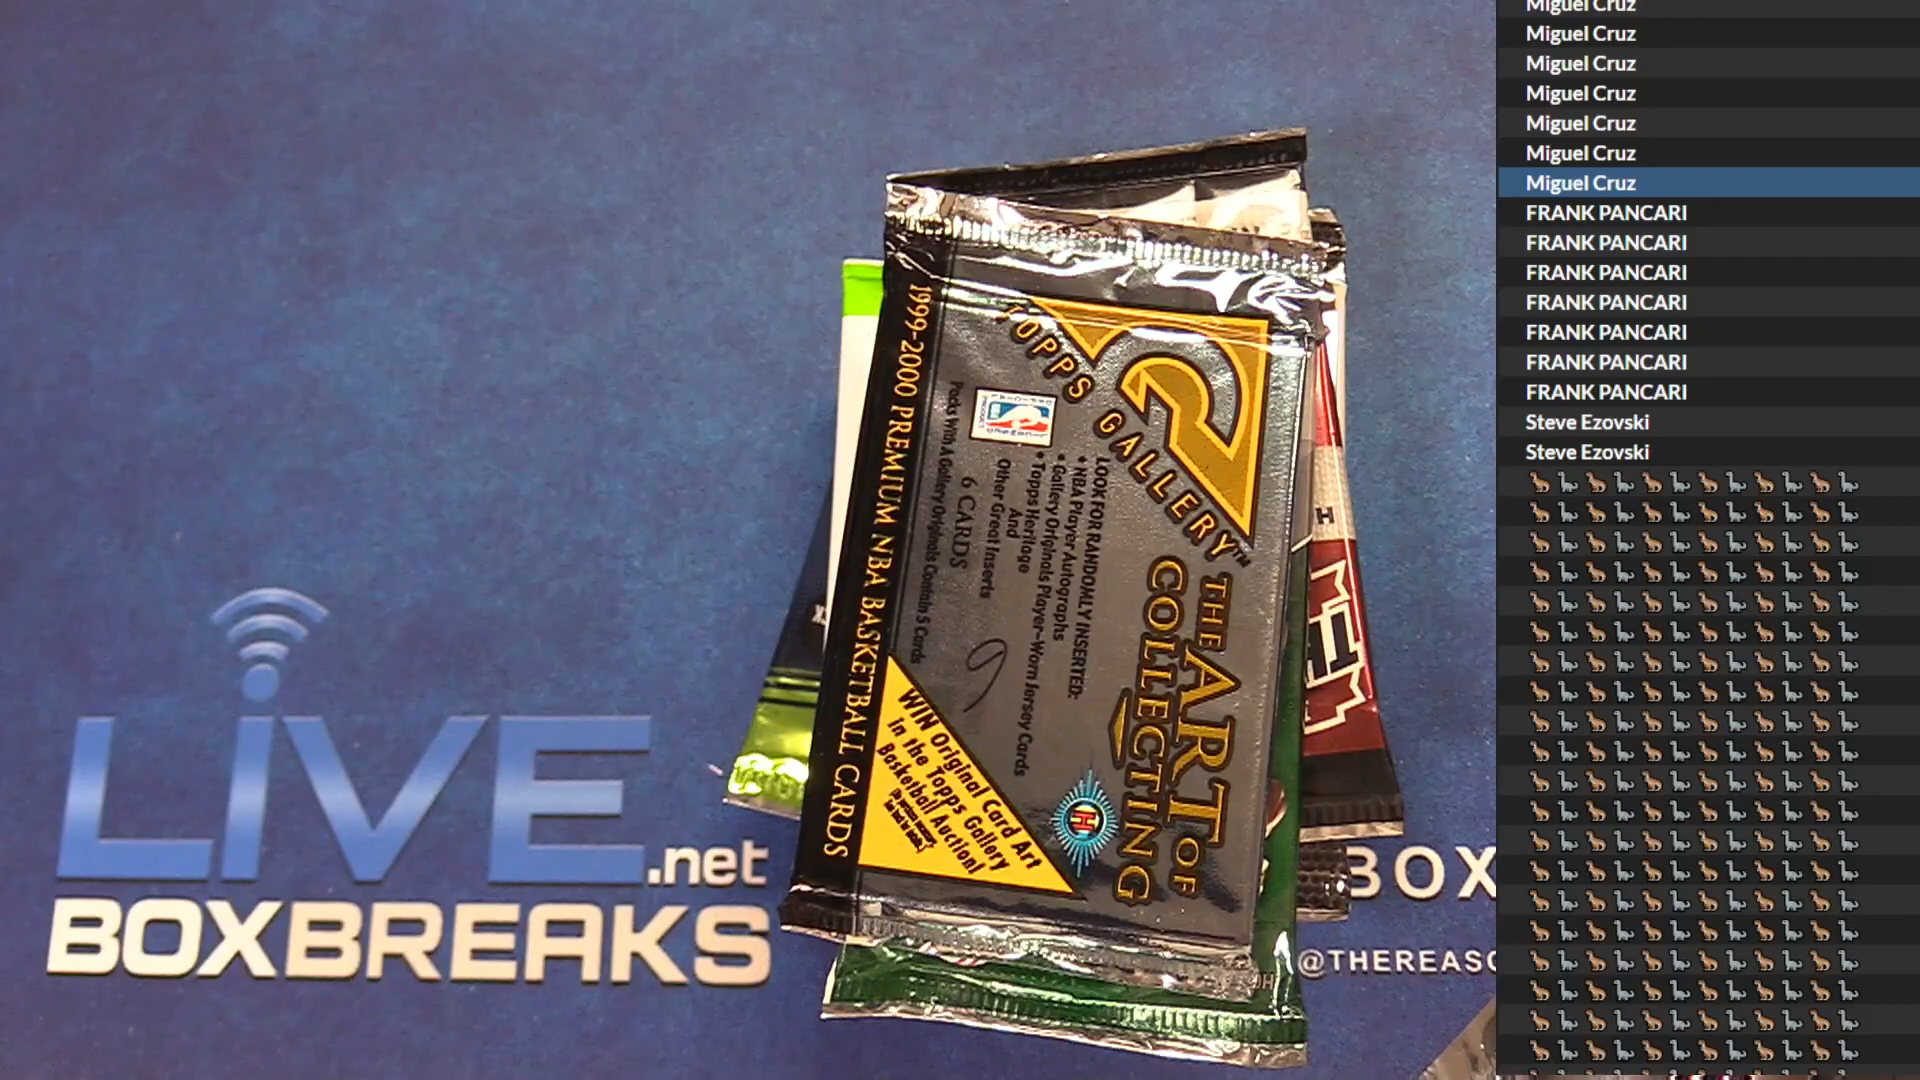 LiVE.net
BOXBREAKS
1999-2000 PREMIUM NBA BASKETBALL CARDS
TOPPS GALLERY™
THE ART OF
COLLECTING
LOOK FOR RANDOMLY INSERTED:
• NBA Player Autographs
• Gallery Originals Player-Worn Jersey Cards
• Topps Heritage
And
Other Great Inserts
6 CARDS
Packs With A Gallery Originals Contain 5 Cards
9
WIN Original Card Art
in the Topps Gallery
Basketball Auction!
H
H
BOX
@THEREASO
Miguel Cruz
Miguel Cruz
Miguel Cruz
Miguel Cruz
Miguel Cruz
Miguel Cruz
Miguel Cruz
FRANK PANCARI
FRANK PANCARI
FRANK PANCARI
FRANK PANCARI
FRANK PANCARI
FRANK PANCARI
FRANK PANCARI
Steve Ezovski
Steve Ezovski